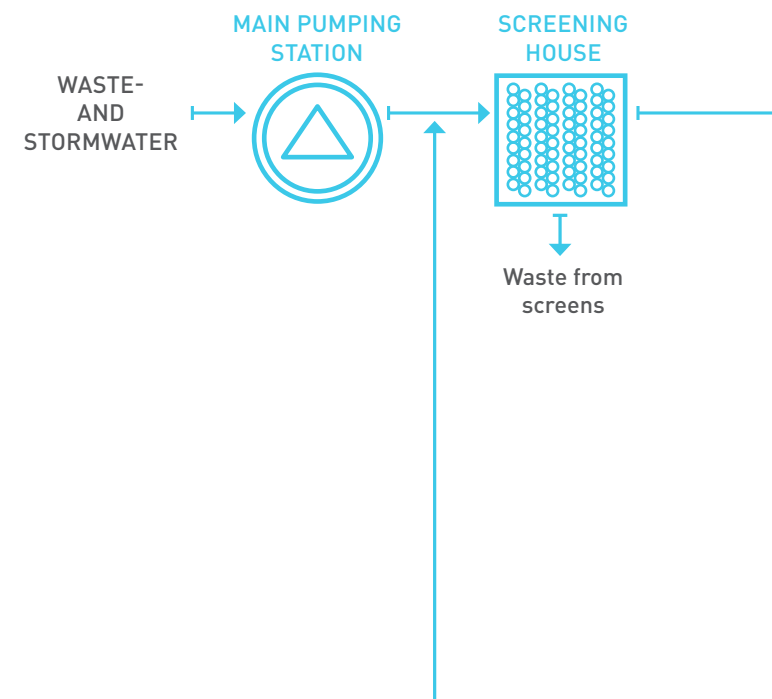 MAIN PUMPING
STATION
SCREENING
HOUSE
WASTE-
AND
STORMWATER
Waste from
screens